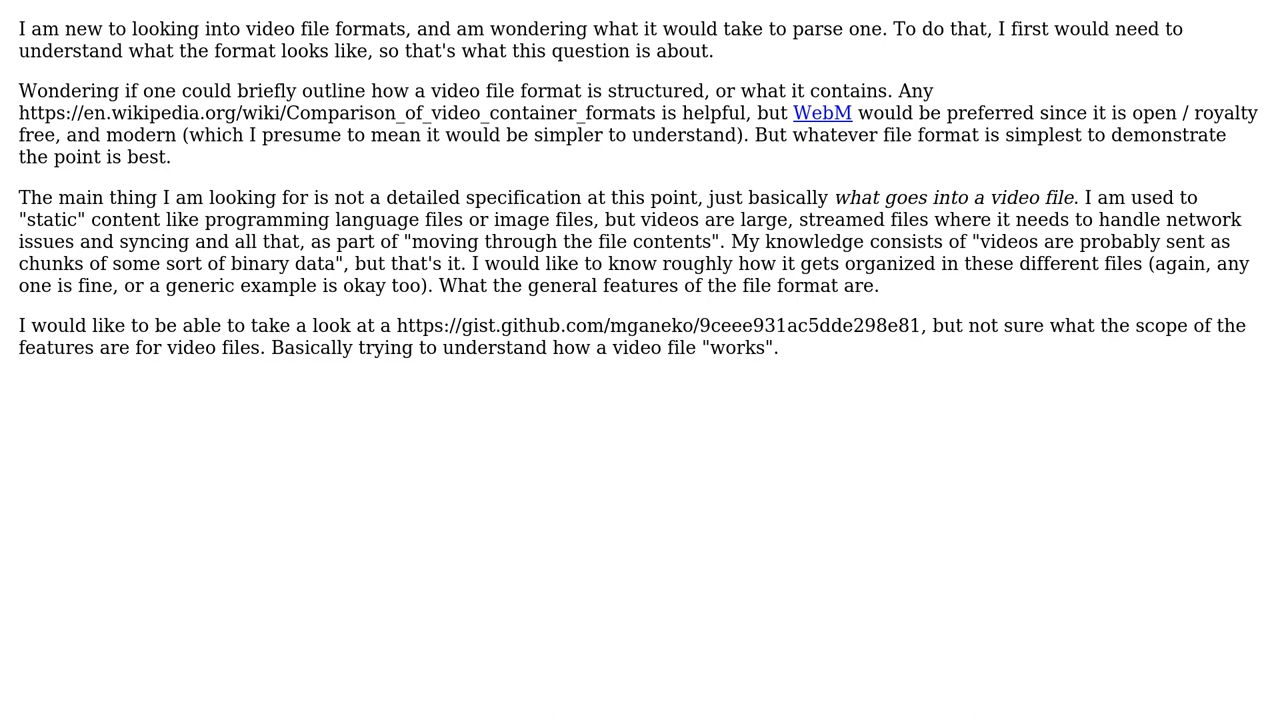 I am new to looking into video file formats, and am wondering what it would take to parse one. To do that, I first would need to
understand what the format looks like, so that's what this question is about.
Wondering if one could briefly outline how a video file format is structured, or what it contains. Any
https://en.wikipedia.org/wiki/Comparison_of_video_container_formats is helpful, but WebM would be preferred since it is open / royalty
free, and modern (which I presume to mean it would be simpler to understand). But whatever file format is simplest to demonstrate
the point is best.
The main thing I am looking for is not a detailed specification at this point, just basically what goes into a video file. I am used to
"static" content like programming language files or image files, but videos are large, streamed files where it needs to handle network
issues and syncing and all that, as part of "moving through the file contents". My knowledge consists of "videos are probably sent as
chunks of some sort of binary data", but that's it. I would like to know roughly how it gets organized in these different files (again, any
one is fine, or a generic example is okay too). What the general features of the file format are.
I would like to be able to take a look at a https://gist.github.com/mganeko/9ceee931ac5dde298e81, but not sure what the scope of the
features are for video files. Basically trying to understand how a video file "works".